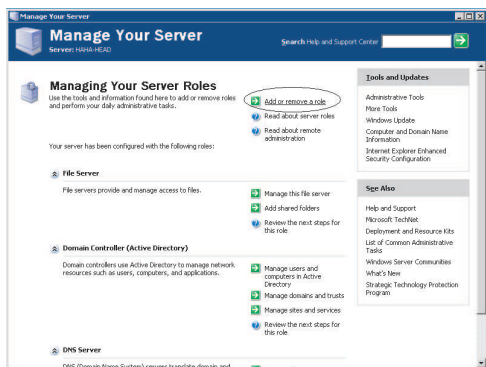 Manage Your Server
Manage Your Server
Server: HAHA-HEAD
Search Help and Support Center
Managing Your Server Roles
Use the tools and information found here to add or remove roles
and perform your daily administrative tasks.
Your server has been configured with the following roles:
Add or remove a role
Read about server roles
Read about remote
administration
File Server
File servers provide and manage access to files.
Manage this file server
Add shared folders
Review the next steps for
this role
Domain Controller (Active Directory)
Domain controllers use Active Directory to manage network
resources such as users, computers, and applications.
Manage users and
computers in Active
Directory
Manage domains and trusts
Manage sites and services
Review the next steps for
this role
DNS Server
DNS (Domain Name System) servers translate domain and
Tools and Updates
Administrative Tools
More Tools
Windows Update
Computer and Domain Name
Information
Internet Explorer Enhanced
Security Configuration
See Also
Help and Support
Microsoft TechNet
Deployment and Resource Kits
List of Common Administrative
Tasks
Windows Server Communities
What's New
Strategic Technology Protection
Program